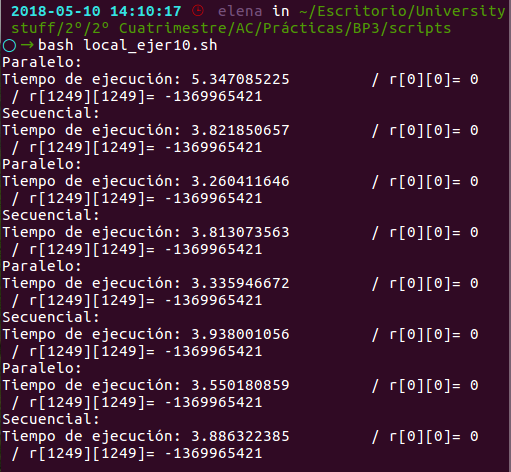 2018-05-10 14:10:17 elena in ~/Escritorio/University
stuff/2º/2º Cuatrimestre/AC/Prácticas/BP3/scripts
→bash local_ejer10.sh
Paralelo:
Tiempo de ejecución: 5.347085225 / r[0][0]= 0
/ r[1249][1249]= -1369965421
Secuencial:
Tiempo de ejecución: 3.821850657 / r[0][0]= 0
/ r[1249][1249]= -1369965421
Paralelo:
Tiempo de ejecución: 3.260411646 / r[0][0]= 0
/ r[1249][1249]= -1369965421
Secuencial:
Tiempo de ejecución: 3.813073563 / r[0][0]= 0
/ r[1249][1249]= -1369965421
Paralelo:
Tiempo de ejecución: 3.335946672 / r[0][0]= 0
/ r[1249][1249]= -1369965421
Secuencial:
Tiempo de ejecución: 3.938001056 / r[0][0]= 0
/ r[1249][1249]= -1369965421
Paralelo:
Tiempo de ejecución: 3.550180859 / r[0][0]= 0
/ r[1249][1249]= -1369965421
Secuencial:
Tiempo de ejecución: 3.886322385 / r[0][0]= 0
/ r[1249][1249]= -1369965421